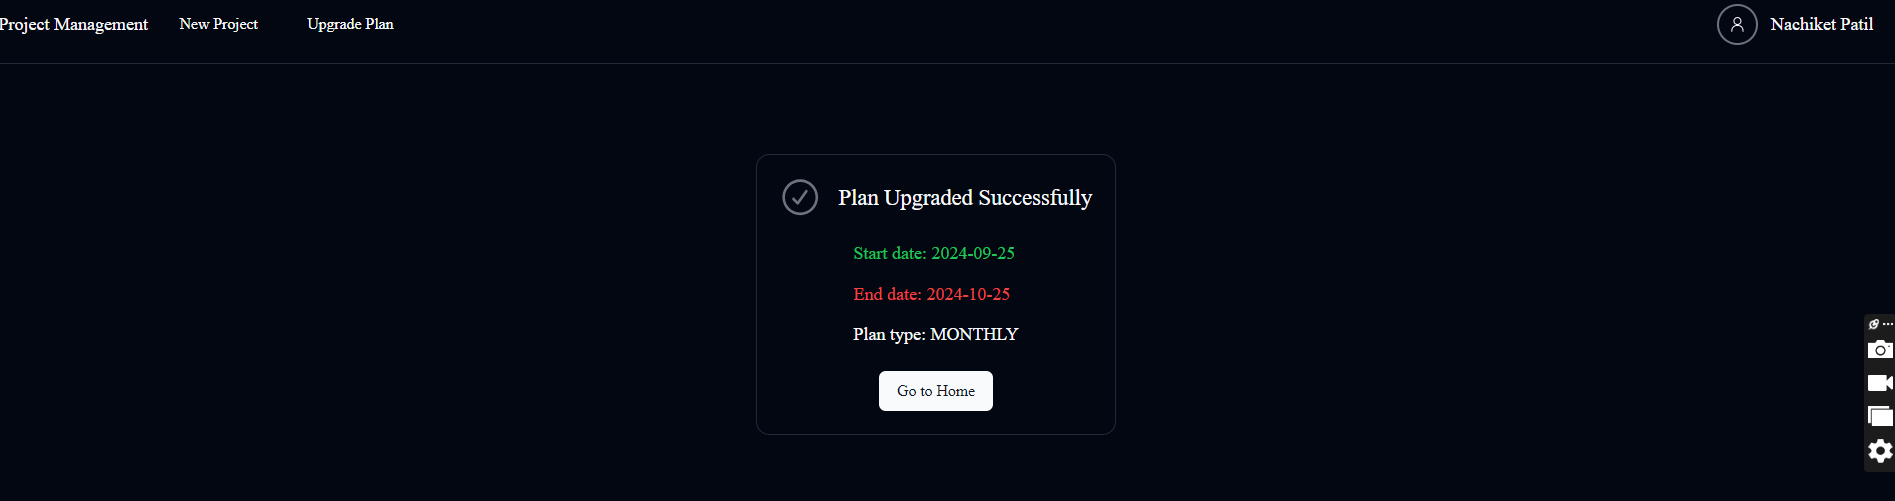 Project Management New Project Upgrade Plan Nachiket Patil
Plan Upgraded Successfully
Start date: 2024-09-25
End date: 2024-10-25
Plan type: MONTHLY
Go to Home